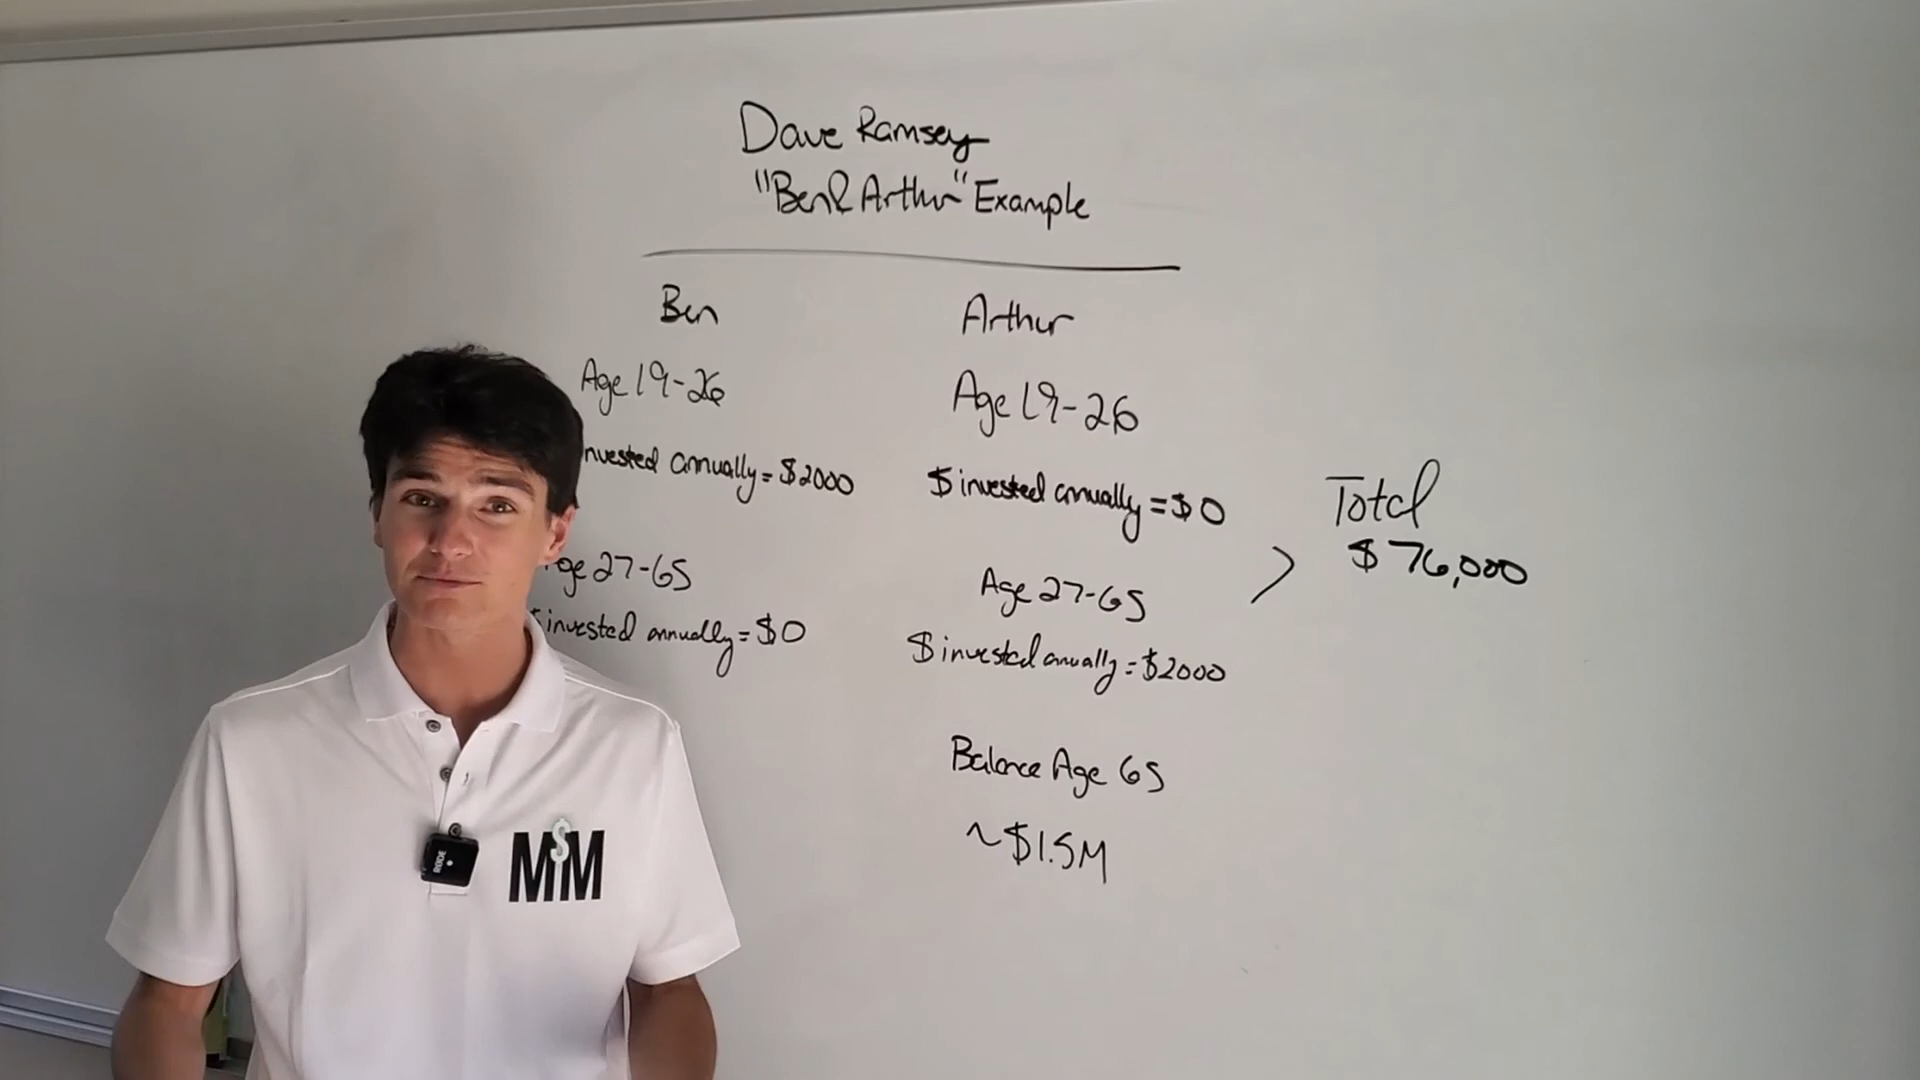 Dave Ramsey
"Ben & Arthur" Example
Ben
Age 19-26
nvested annually = $2000
ge 27-65
$ invested annually = $0
Arthur
Age 19-26
$ invested annually = $0
Age 27-65
$ invested annually = $2000
Balance Age 65
~$1.5M
Total
$76,000
RØDE
M$M